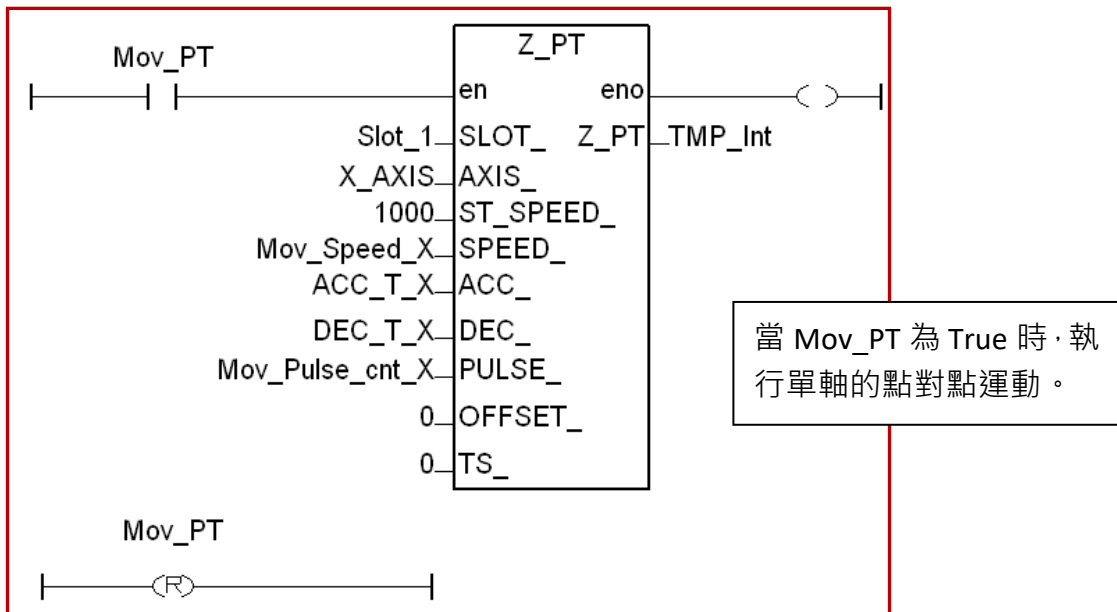 Mov_PT
Z_PT
en eno
Slot_1 SLOT_ Z_PT TMP_Int
X_AXIS AXIS_
1000 ST_SPEED_
Mov_Speed_X SPEED_
ACC_T_X ACC_
DEC_T_X DEC_
Mov_Pulse_cnt_X PULSE_
0 OFFSET_
0 TS_
當 Mov_PT 為 True 時，執
行單軸的點對點運動。
Mov_PT
R